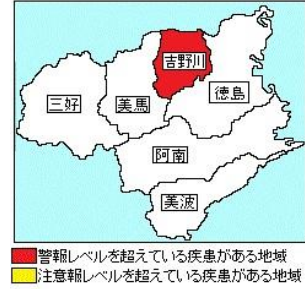 吉野川
三好
美馬
徳島
阿南
美波
警報レベルを超えている疾患がある地域
注意報レベルを超えている疾患がある地域